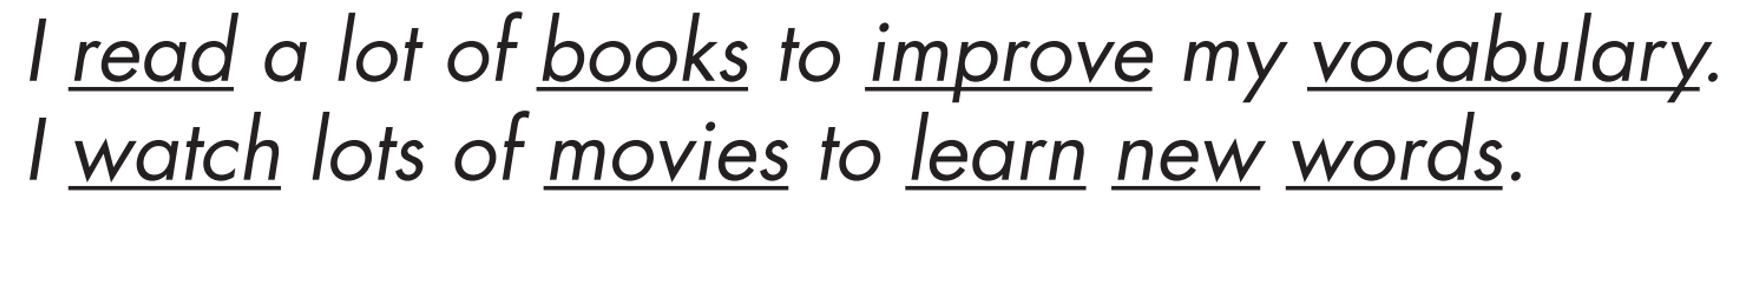 I read a lot of books to improve my vocabulary.
I watch lots of movies to learn new words.